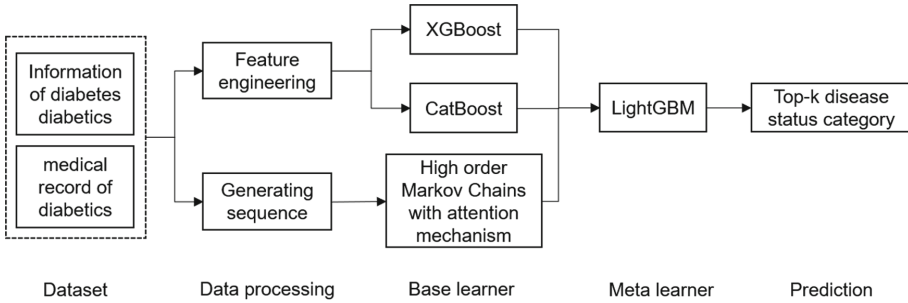 Information
of diabetes
diabetics
medical
record of
diabetics
Feature
engineering
Generating
sequence
XGBoost
CatBoost
High order
Markov Chains
with attention
mechanism
LightGBM
Top-k disease
status category
Dataset
Data processing
Base learner
Meta learner
Prediction